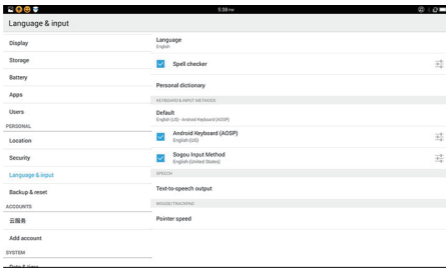 5:38 PM
Language & input
Display
Storage
Battery
Apps
Users
PERSONAL
Location
Security
Language & input
Backup & reset
ACCOUNTS
云服务
Add account
SYSTEM
Date & time
Language
English
Spell checker
Personal dictionary
KEYBOARD & INPUT METHODS
Default
English (US) - Android Keyboard (AOSP)
Android Keyboard (AOSP)
English (US)
Sogou Input Method
English (United States)
SPEECH
Text-to-speech output
MOUSE/TRACKPAD
Pointer speed